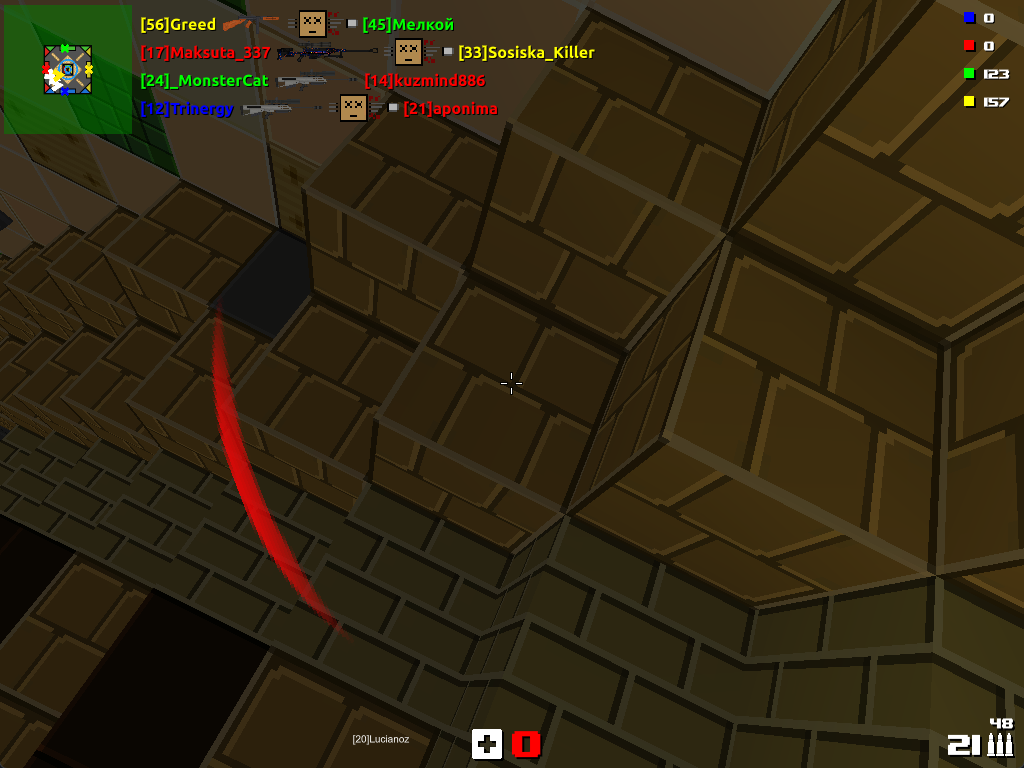 [56]Greed [45]Мелкой
[17]Maksuta_337 [33]Sosiska_Killer
[24]_MonsterCat [14]kuzmind886
[12]Trinergy [21]aponima
0
0
123
157
[20]Lucianoz
0
48
21